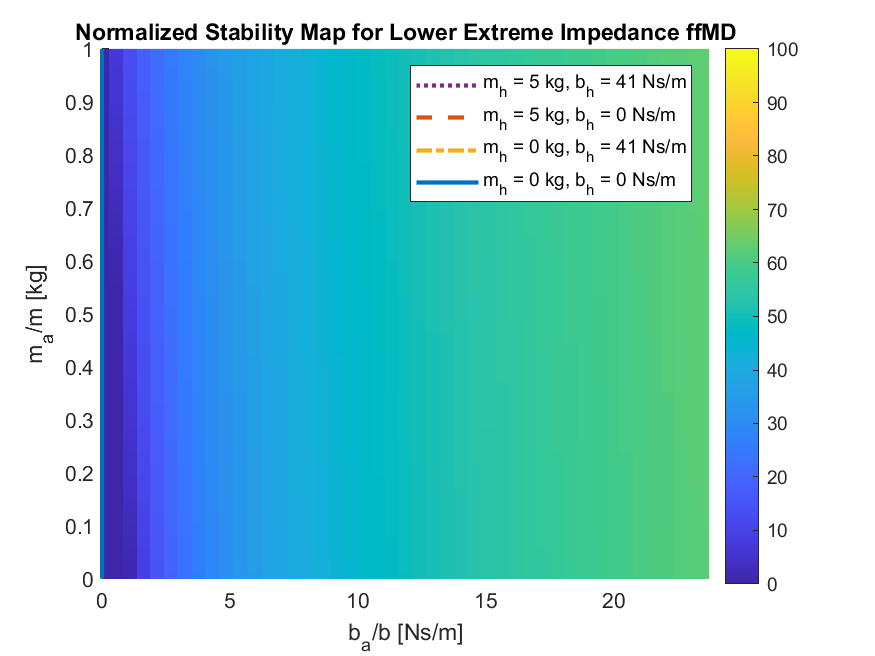 Normalized Stability Map for Lower Extreme Impedance ffMD
m_h = 5 kg, b_h = 41 Ns/m
m_h = 5 kg, b_h = 0 Ns/m
m_h = 0 kg, b_h = 41 Ns/m
m_h = 0 kg, b_h = 0 Ns/m
m_a/m [kg]
1
0.9
0.8
0.7
0.6
0.5
0.4
0.3
0.2
0.1
0
0 5 10 15 20
b_a/b [Ns/m]
100
90
80
70
60
50
40
30
20
10
0